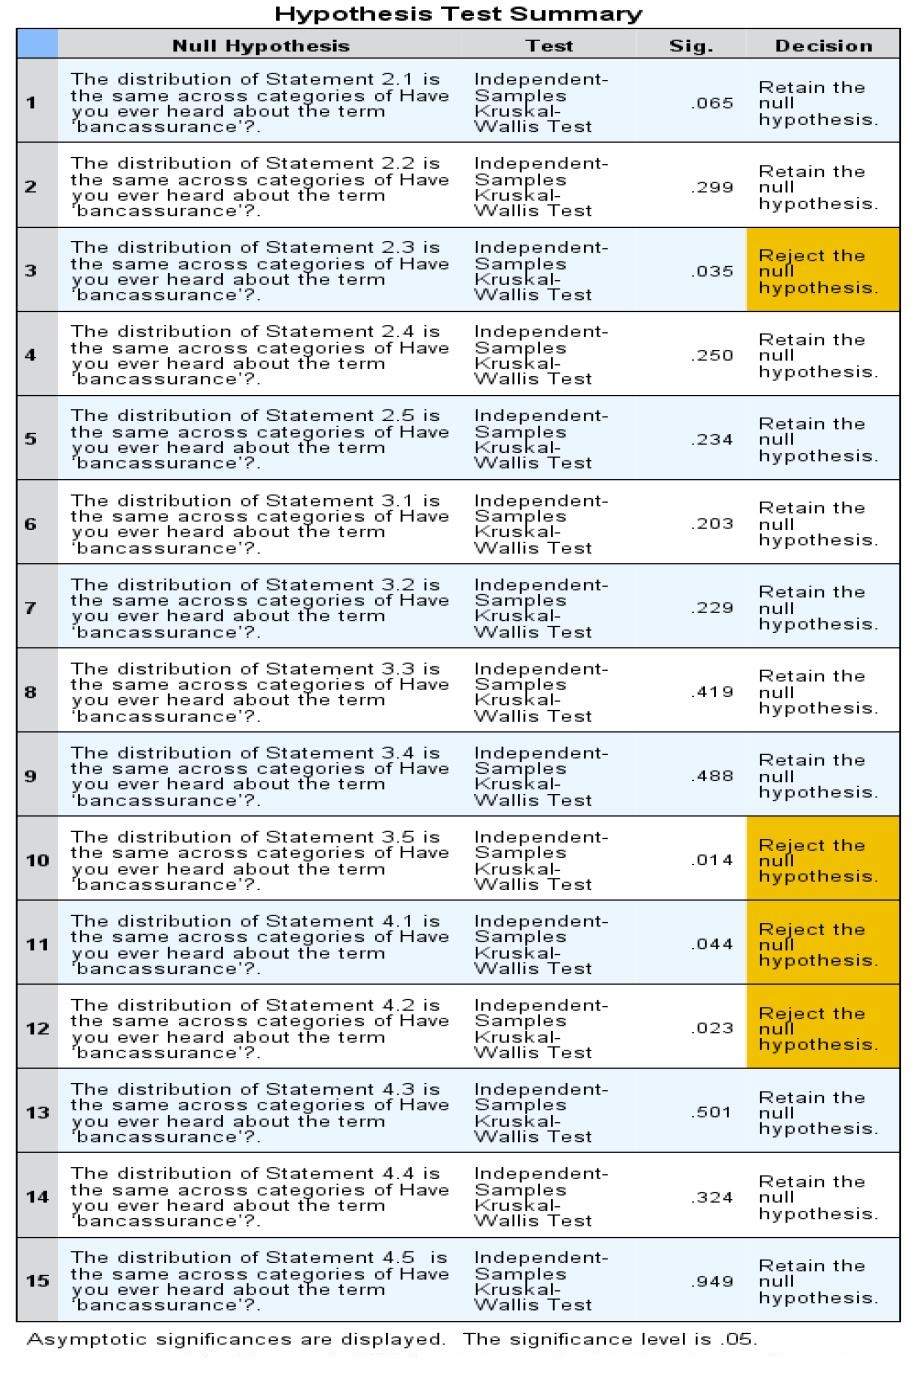 Hypothesis Test Summary
Null Hypothesis Test Sig. Decision
1
The distribution of Statement 2.1 is
the same across categories of Have
you ever heard about the term
'bancassurance'?.
Independent-
Samples
Kruskal-
Wallis Test
.065
Retain the
null
hypothesis.
2
The distribution of Statement 2.2 is
the same across categories of Have
you ever heard about the term
'bancassurance'?.
Independent-
Samples
Kruskal-
Wallis Test
.299
Retain the
null
hypothesis.
3
The distribution of Statement 2.3 is
the same across categories of Have
you ever heard about the term
'bancassurance'?.
Independent-
Samples
Kruskal-
Wallis Test
.035
Reject the
null
hypothesis.
4
The distribution of Statement 2.4 is
the same across categories of Have
you ever heard about the term
'bancassurance'?.
Independent-
Samples
Kruskal-
Wallis Test
.250
Retain the
null
hypothesis.
5
The distribution of Statement 2.5 is
the same across categories of Have
you ever heard about the term
'bancassurance'?.
Independent-
Samples
Kruskal-
Wallis Test
.234
Retain the
null
hypothesis.
6
The distribution of Statement 3.1 is
the same across categories of Have
you ever heard about the term
'bancassurance'?.
Independent-
Samples
Kruskal-
Wallis Test
.203
Retain the
null
hypothesis.
7
The distribution of Statement 3.2 is
the same across categories of Have
you ever heard about the term
'bancassurance'?.
Independent-
Samples
Kruskal-
Wallis Test
.229
Retain the
null
hypothesis.
8
The distribution of Statement 3.3 is
the same across categories of Have
you ever heard about the term
'bancassurance'?.
Independent-
Samples
Kruskal-
Wallis Test
.419
Retain the
null
hypothesis.
9
The distribution of Statement 3.4 is
the same across categories of Have
you ever heard about the term
'bancassurance'?.
Independent-
Samples
Kruskal-
Wallis Test
.488
Retain the
null
hypothesis.
10
The distribution of Statement 3.5 is
the same across categories of Have
you ever heard about the term
'bancassurance'?.
Independent-
Samples
Kruskal-
Wallis Test
.014
Reject the
null
hypothesis.
11
The distribution of Statement 4.1 is
the same across categories of Have
you ever heard about the term
'bancassurance'?.
Independent-
Samples
Kruskal-
Wallis Test
.044
Reject the
null
hypothesis.
12
The distribution of Statement 4.2 is
the same across categories of Have
you ever heard about the term
'bancassurance'?.
Independent-
Samples
Kruskal-
Wallis Test
.023
Reject the
null
hypothesis.
13
The distribution of Statement 4.3 is
the same across categories of Have
you ever heard about the term
'bancassurance'?.
Independent-
Samples
Kruskal-
Wallis Test
.501
Retain the
null
hypothesis.
14
The distribution of Statement 4.4 is
the same across categories of Have
you ever heard about the term
'bancassurance'?.
Independent-
Samples
Kruskal-
Wallis Test
.324
Retain the
null
hypothesis.
15
The distribution of Statement 4.5 is
the same across categories of Have
you ever heard about the term
'bancassurance'?.
Independent-
Samples
Kruskal-
Wallis Test
.949
Retain the
null
hypothesis.
Asymptotic significances are displayed. The significance level is .05.